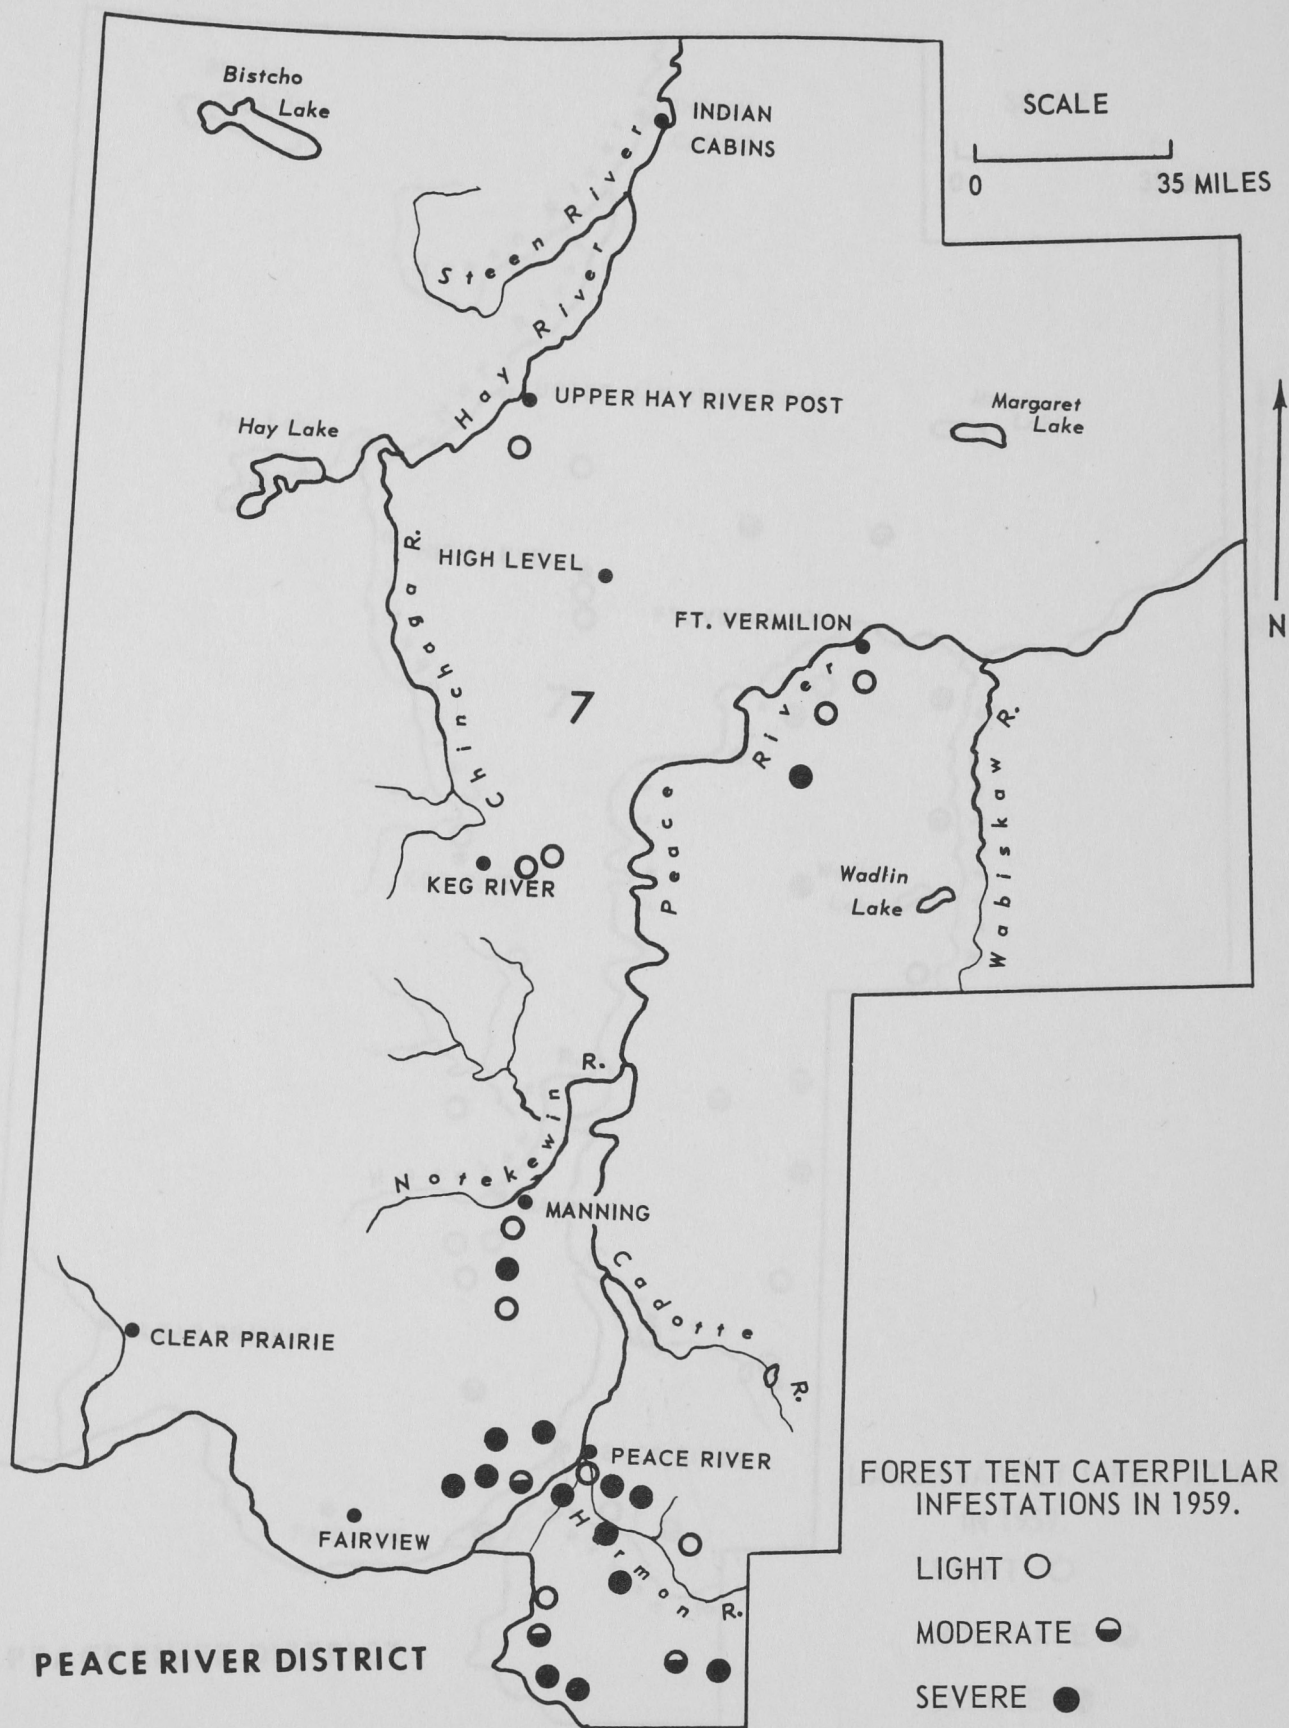 Bistcho
Lake
INDIAN
CABINS
SCALE
0 35 MILES
Steen River
Hay River
UPPER HAY RIVER POST
Margaret
Lake
Hay Lake
HIGH LEVEL
Chinchaga R.
FT. VERMILION
N
7
Peace River
Wabiskaw R.
KEG RIVER
Wadlin
Lake
Notekewin R.
MANNING
Cadotte R.
CLEAR PRAIRIE
PEACE RIVER
FAIRVIEW
Harmon R.
PEACE RIVER DISTRICT
FOREST TENT CATERPILLAR
INFESTATIONS IN 1959.
LIGHT
MODERATE
SEVERE